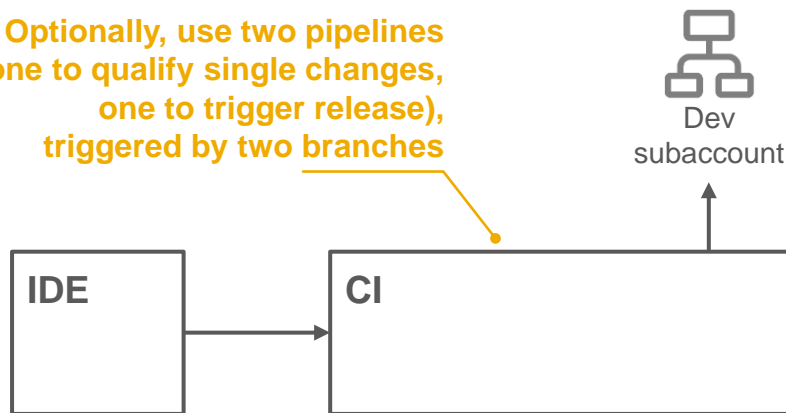 Optionally, use two pipelines
one to qualify single changes,
one to trigger release),
triggered by two branches
Dev
subaccount
IDE
CI